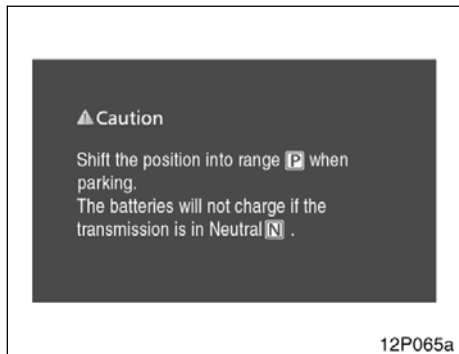 ⚠Caution
Shift the position into range P when
parking.
The batteries will not charge if the
transmission is in Neutral N .
12P065a